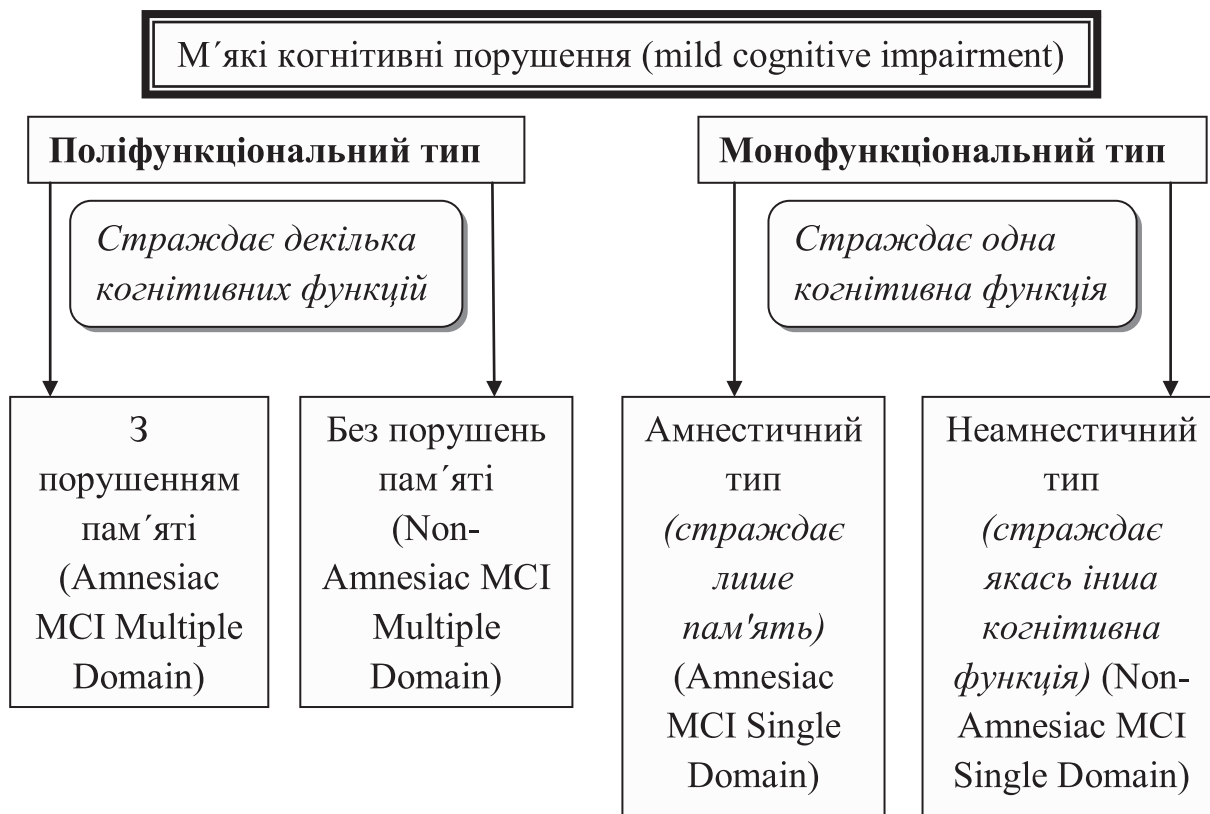 М´які когнітивні порушення (mild cognitive impairment)
Поліфункціональний тип
Страждає декілька
когнітивних функцій
З
порушенням
пам´яті
(Amnesiac
MCI Multiple
Domain)
Без порушень
пам´яті
(Non-
Amnesiac MCI
Multiple
Domain)
Монофункціональний тип
Страждає одна
когнітивна функція
Амнестичний
тип
(страждає
лише
пам'ять)
(Amnesiac
MCI Single
Domain)
Неамнестичний
тип
(страждає
якась інша
когнітивна
функція) (Non-
Amnesiac MCI
Single Domain)